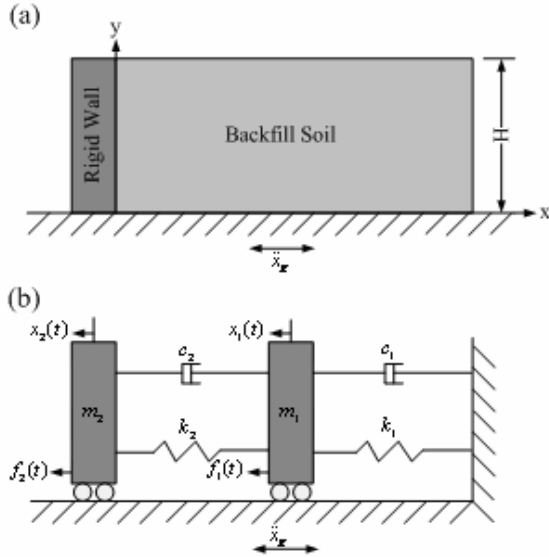 (a)
y
Rigid Wall
Backfill Soil
H
x
ẍg
(b)
x₂(t) x₁(t)
c₂ c₁
m₂ k₂ m₁ k₁
f₂(t) f₁(t)
ẍg